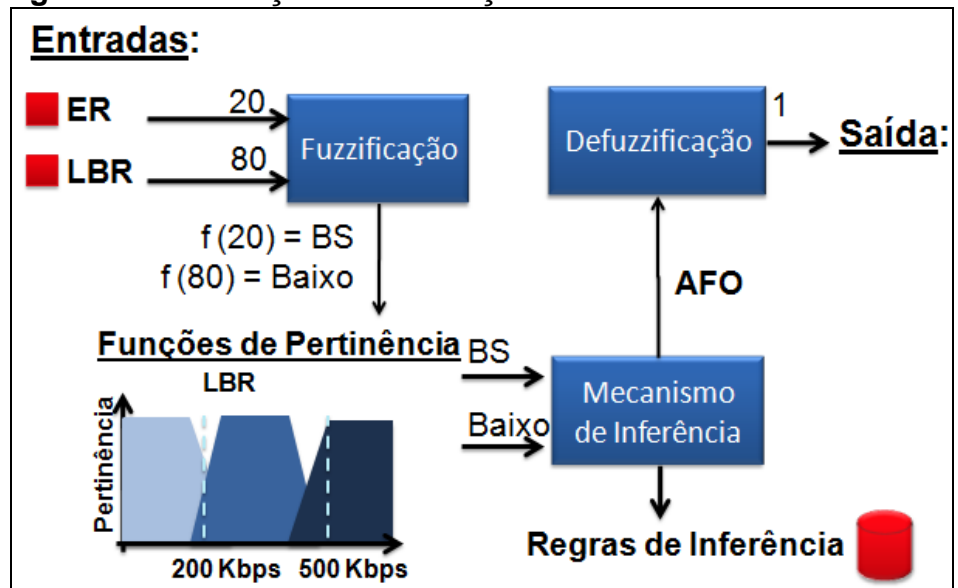 Entradas:
ER
20
LBR
80
Fuzzificação
Defuzzificação
1
Saída:
f (20) = BS
f (80) = Baixo
AFO
Funções de Pertinência
BS
Baixo
Mecanismo
de Inferência
LBR
Pertinência
200 Kbps 500 Kbps
Regras de Inferência